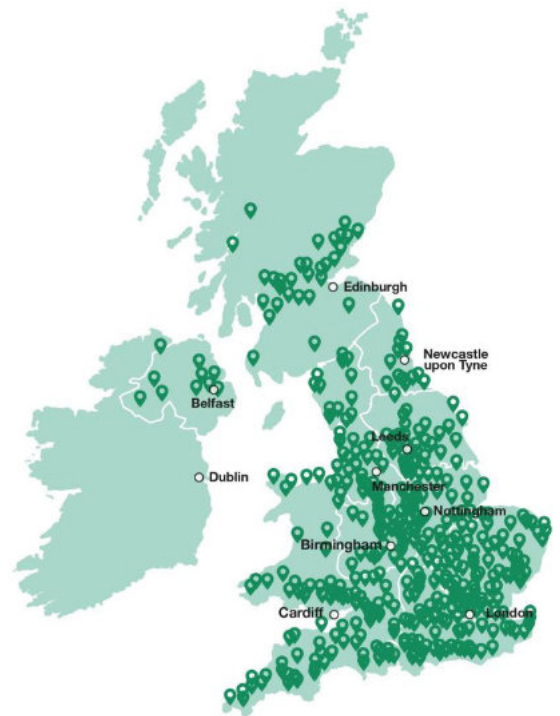 Edinburgh
Newcastle
upon Tyne
Belfast
Leeds
Dublin
Manchester
Nottingham
Birmingham
Cardiff
London